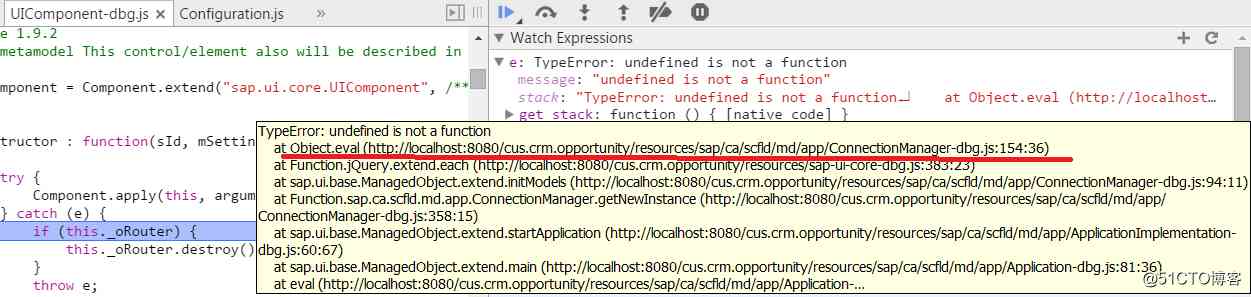 UIComponent-dbg.js × Configuration.js »
e 1.9.2
metamodel This control/element also will be described in
mponent = Component.extend("sap.ui.core.UIComponent", /**
tructor : function(sId, mSettin
try {
Component.apply(this, argum
} catch (e) {
if (this._oRouter) {
this._oRouter.destroy()
}
throw e;
Watch Expressions
e: TypeError: undefined is not a function
message: "undefined is not a function"
stack: "TypeError: undefined is not a function↵ at Object.eval (http://localhost…
get stack: function () { [native code] }
TypeError: undefined is not a function
at Object.eval (http://localhost:8080/cus.crm.opportunity/resources/sap/ca/scfld/md/app/ConnectionManager-dbg.js:154:36)
at Function.jQuery.extend.each (http://localhost:8080/cus.crm.opportunity/resources/sap-ui-core-dbg.js:383:23)
at sap.ui.base.ManagedObject.extend.initModels (http://localhost:8080/cus.crm.opportunity/resources/sap/ca/scfld/md/app/ConnectionManager-dbg.js:94:11)
at Function.sap.ca.scfld.md.app.ConnectionManager.getNewInstance (http://localhost:8080/cus.crm.opportunity/resources/sap/ca/scfld/md/app/
ConnectionManager-dbg.js:358:15)
at sap.ui.base.ManagedObject.extend.startApplication (http://localhost:8080/cus.crm.opportunity/resources/sap/ca/scfld/md/app/ApplicationImplementation-
dbg.js:60:67)
at sap.ui.base.ManagedObject.extend.main (http://localhost:8080/cus.crm.opportunity/resources/sap/ca/scfld/md/app/Application-dbg.js:81:36)
at eval (http://localhost:8080/cus.crm.opportunity/resources/sap/ca/scfld/md/app/Application-...
@51CTO博客